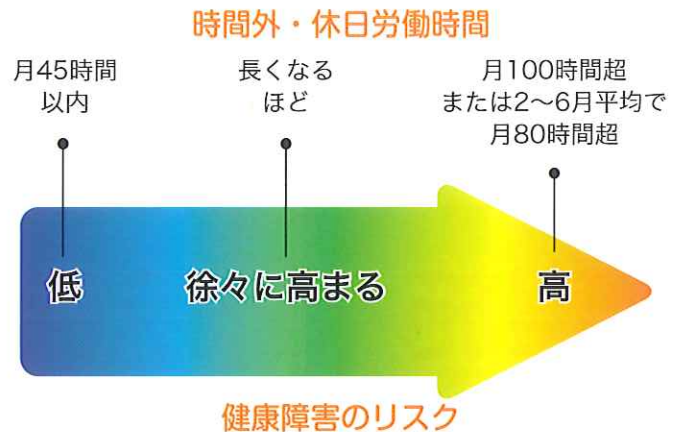 時間外・休日労働時間
月45時間
以内
長くなる
ほど
月100時間超
または2〜6月平均で
月80時間超
低
徐々に高まる
高
健康障害のリスク